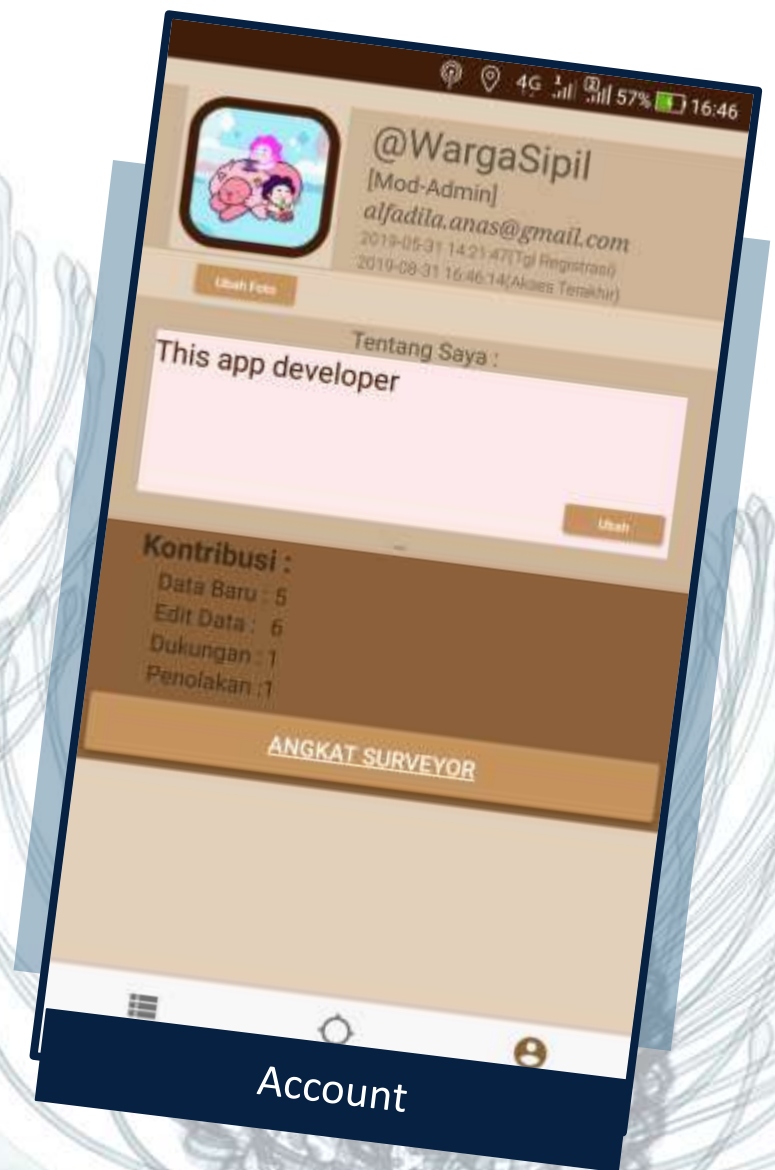 4G 1 2 57% 16:46
@WargaSipil
[Mod-Admin]
alfadila.anas@gmail.com
2019-05-31 14:21:47(Tgl Registrasi)
2019-08-31 16:46:14(Akses Terakhir)
Ubah Foto
Tentang Saya :
This app developer
Ubah
Kontribusi :
Data Baru : 5
Edit Data : 6
Dukungan : 1
Penolakan :1
ANGKAT SURVEYOR
Account